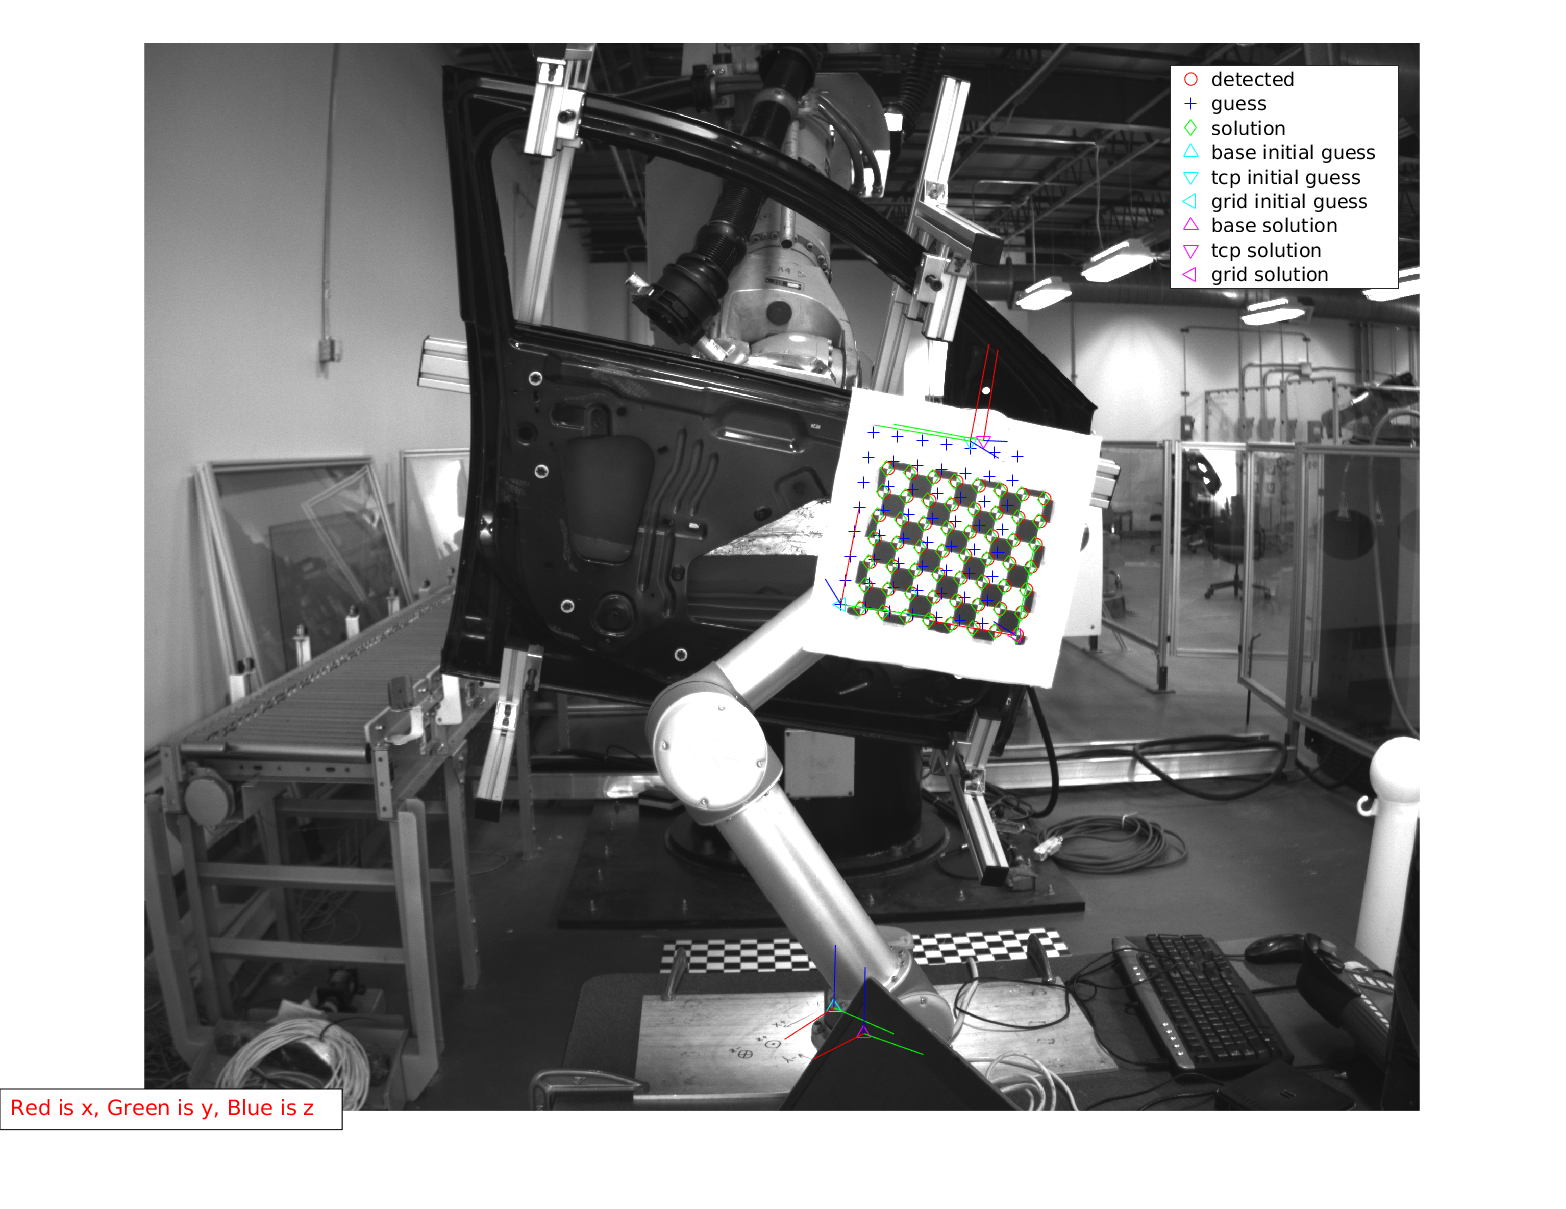 detected
guess
solution
base initial guess
tcp initial guess
grid initial guess
base solution
tcp solution
grid solution
Red is x, Green is y, Blue is z